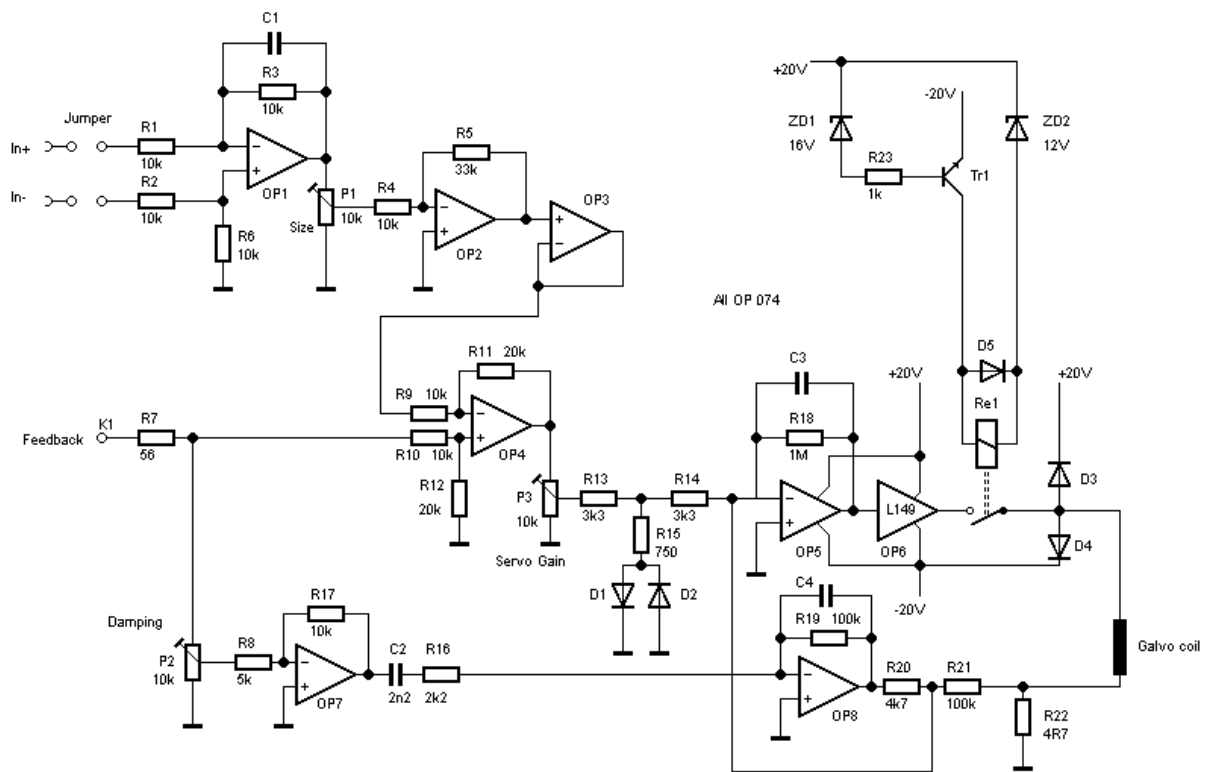 C1
R3
10k
In+
Jumper
R1
10k
OP1
In-
R2
10k
R6
10k
P1
10k
Size
R4
10k
R5
33k
OP2
OP3
+20V
-20V
ZD1
16V
R23
1k
Tr1
ZD2
12V
All OP 074
R11 20k
R9 10k
R10 10k
OP4
R12
20k
Feedback
K1
R7
56
P3
10k
Servo Gain
R13
3k3
R14
3k3
R15
750
D1
D2
C3
R18
1M
OP5
+20V
L149
OP6
-20V
D5
Re1
+20V
D3
D4
Damping
P2
10k
R8
5k
R17
10k
OP7
C2
2n2
R16
2k2
C4
R19 100k
OP8
R20
4k7
R21
100k
R22
4R7
Galvo coil